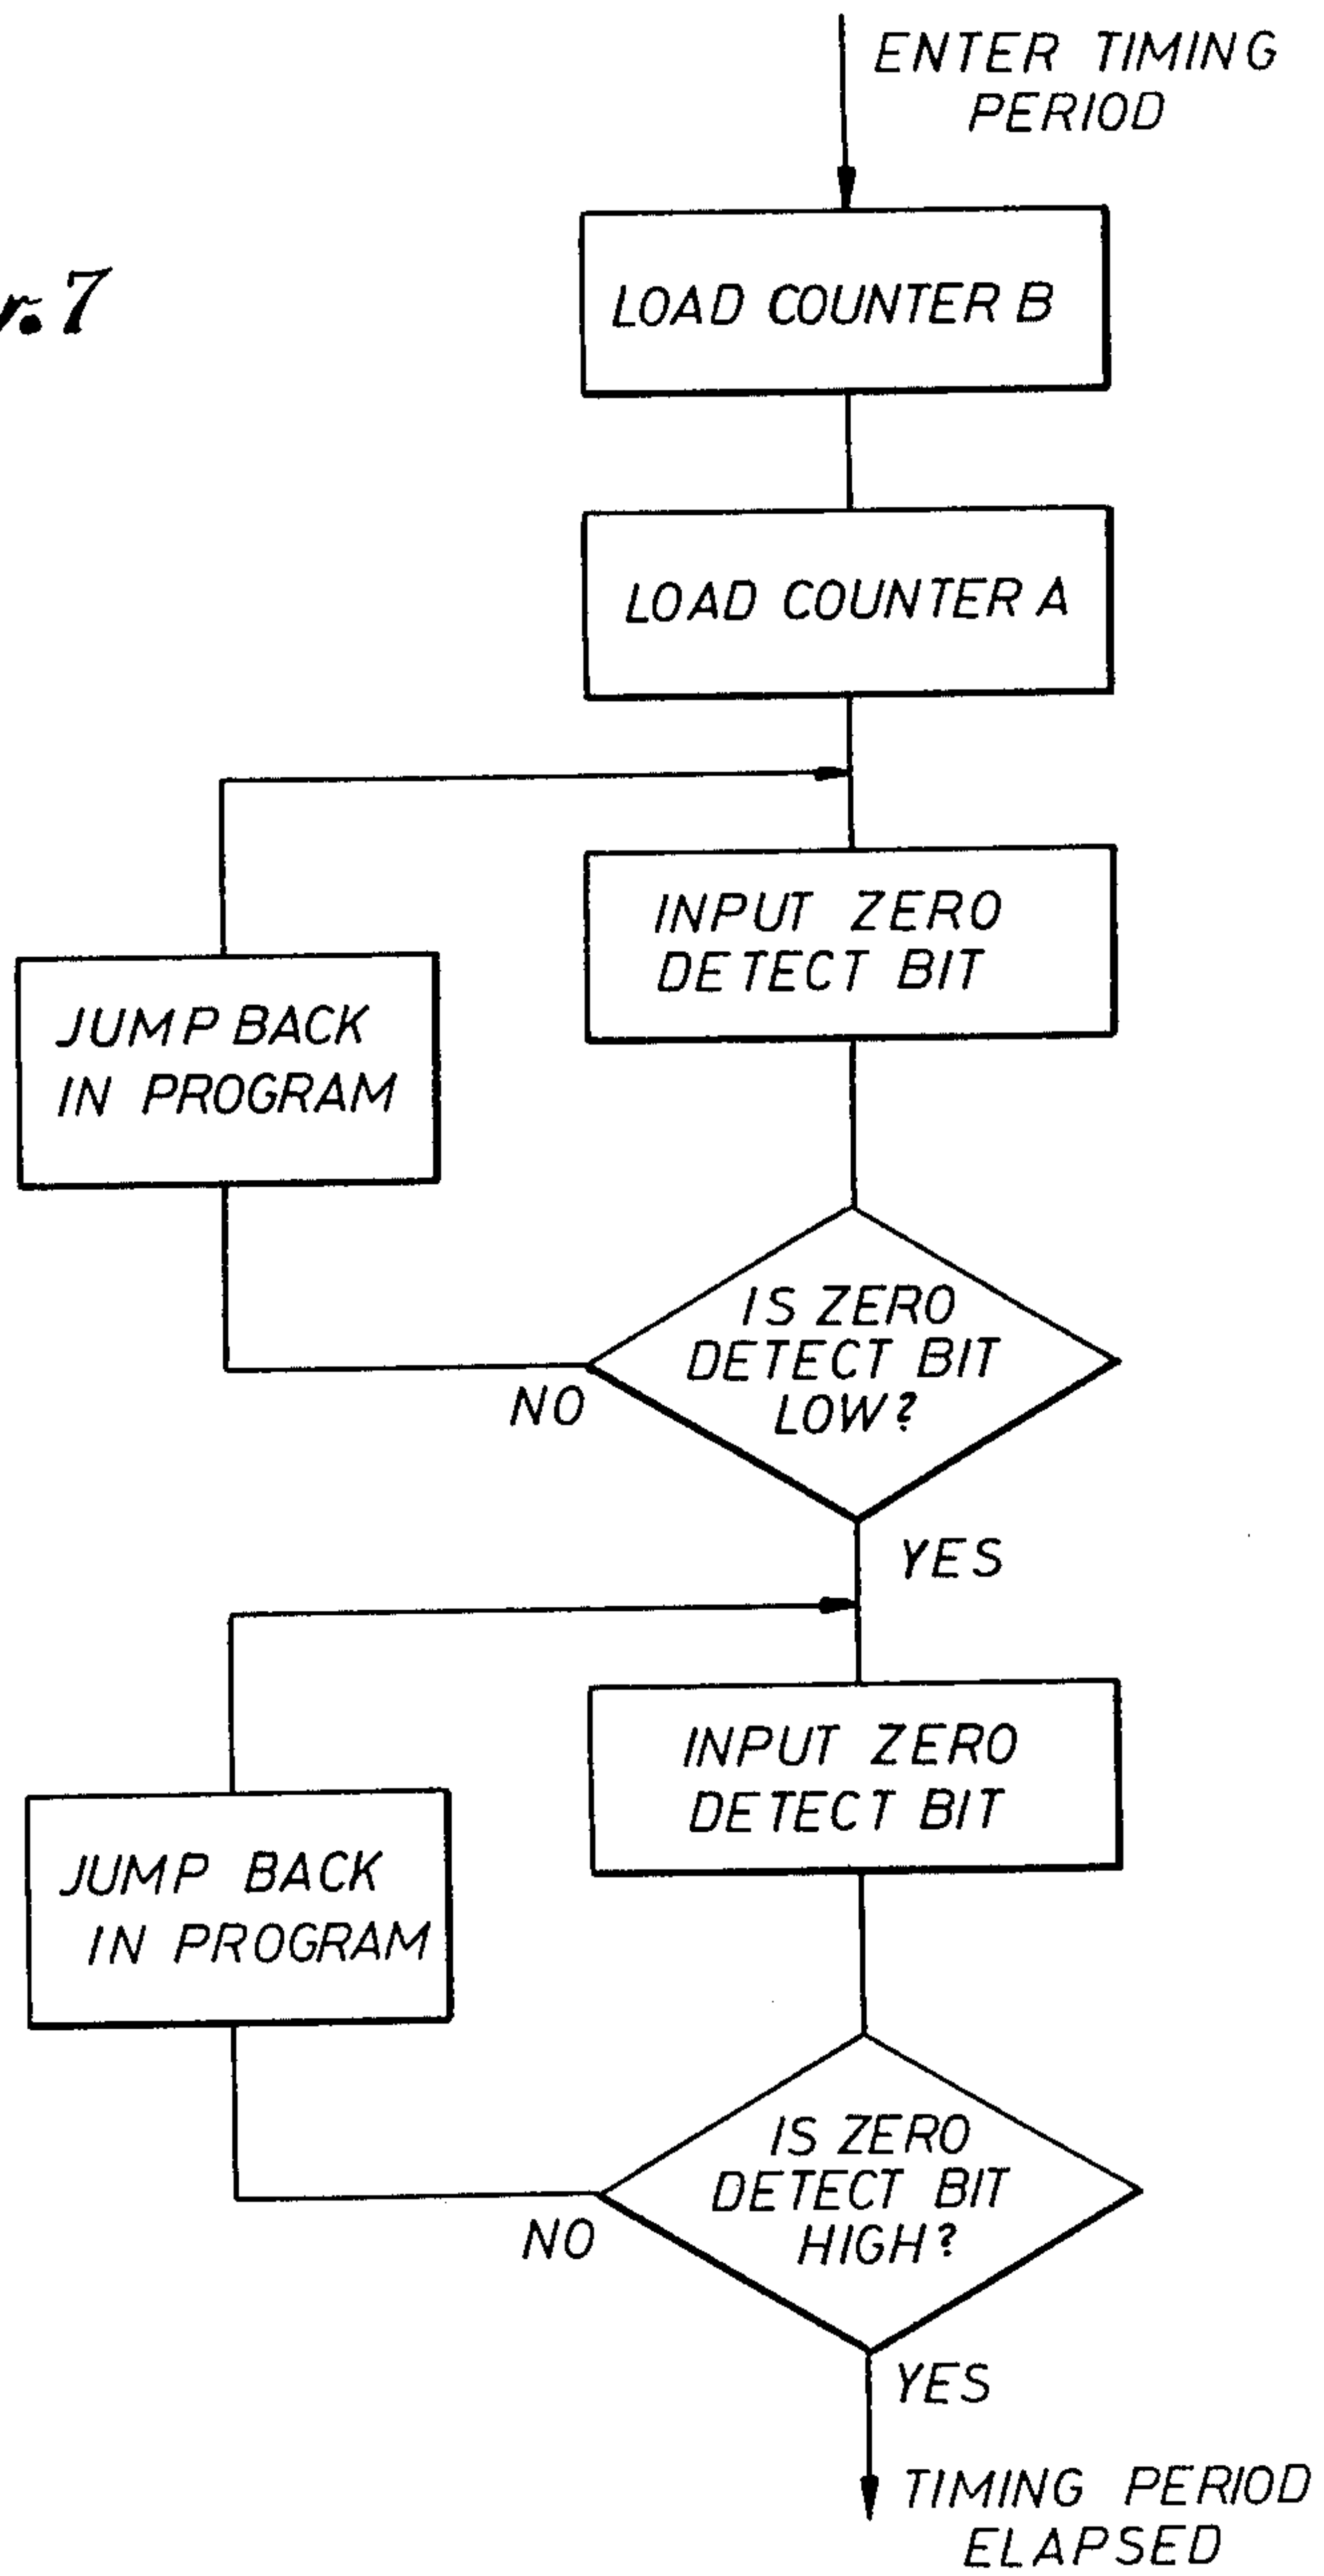 ENTER TIMING
PERIOD
7
LOAD COUNTER B
LOAD COUNTER A
INPUT ZERO
DETECT BIT
JUMP BACK
IN PROGRAM
IS ZERO
DETECT BIT
LOW?
NO
YES
INPUT ZERO
DETECT BIT
JUMP BACK
IN PROGRAM
IS ZERO
DETECT BIT
HIGH?
NO
YES
TIMING PERIOD
ELAPSED